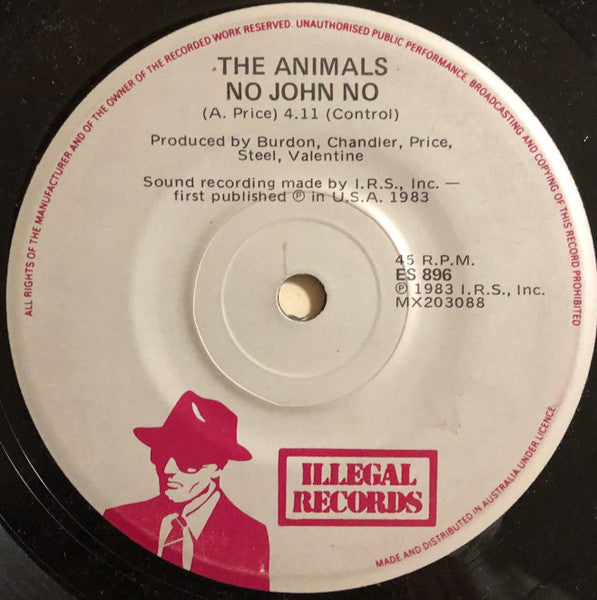 ALL RIGHTS OF THE MANUFACTURER AND OF THE OWNER OF THE RECORDED WORK RESERVED. UNAUTHORISED PUBLIC PERFORMANCE, BROADCASTING AND COPYING OF THIS RECORD PROHIBITED
THE ANIMALS
NO JOHN NO
(A. Price) 4.11 (Control)
Produced by Burdon, Chandler, Price,
Steel, Valentine
Sound recording made by I.R.S., Inc. —
first published ℗ in U.S.A. 1983
45 R.P.M.
ES 896
℗ 1983 I.R.S., Inc.
MX203088
ILLEGAL
RECORDS
MADE AND DISTRIBUTED IN AUSTRALIA UNDER LICENCE.